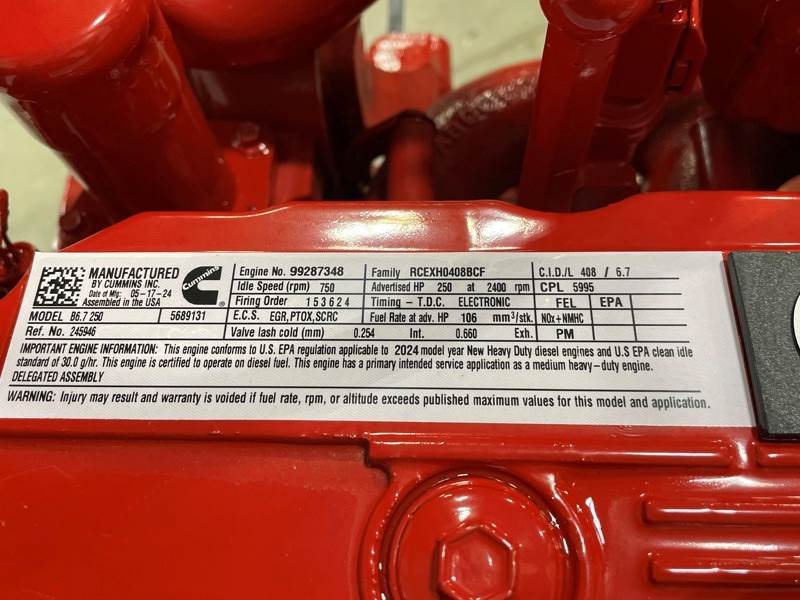 MANUFACTURED
BY CUMMINS INC.
Date of Mfg: 05-17-24
Assembled in the USA
Cummins
Engine No. 99287348 Family RCEXH0408BCF C.I.D./L 408 / 6.7
Idle Speed (rpm) 750 Advertised HP 250 at 2400 rpm CPL 5995
Firing Order 153624 Timing - T.D.C. ELECTRONIC FEL EPA
MODEL B6.7 250 5689131 E.C.S. EGR,PTOX,SCRC Fuel Rate at adv. HP 106 mm³/stk. NOx+NMHC
Ref. No. 245946 Valve lash cold (mm) 0.254 Int. 0.660 Exh. PM
IMPORTANT ENGINE INFORMATION: This engine conforms to U.S. EPA regulation applicable to 2024 model year New Heavy Duty diesel engines and U.S EPA clean idle
standard of 30.0 g/hr. This engine is certified to operate on diesel fuel. This engine has a primary intended service application as a medium heavy-duty engine.
DELEGATED ASSEMBLY
WARNING: Injury may result and warranty is voided if fuel rate, rpm, or altitude exceeds published maximum values for this model and application.